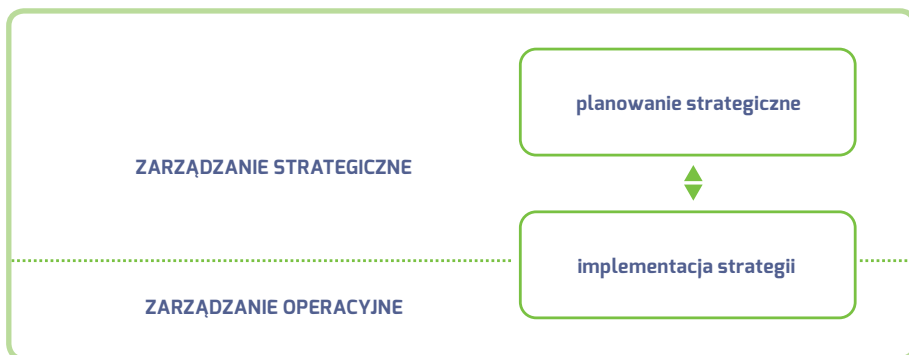 planowanie strategiczne
ZARZĄDZANIE STRATEGICZNE
implementacja strategii
ZARZĄDZANIE OPERACYJNE